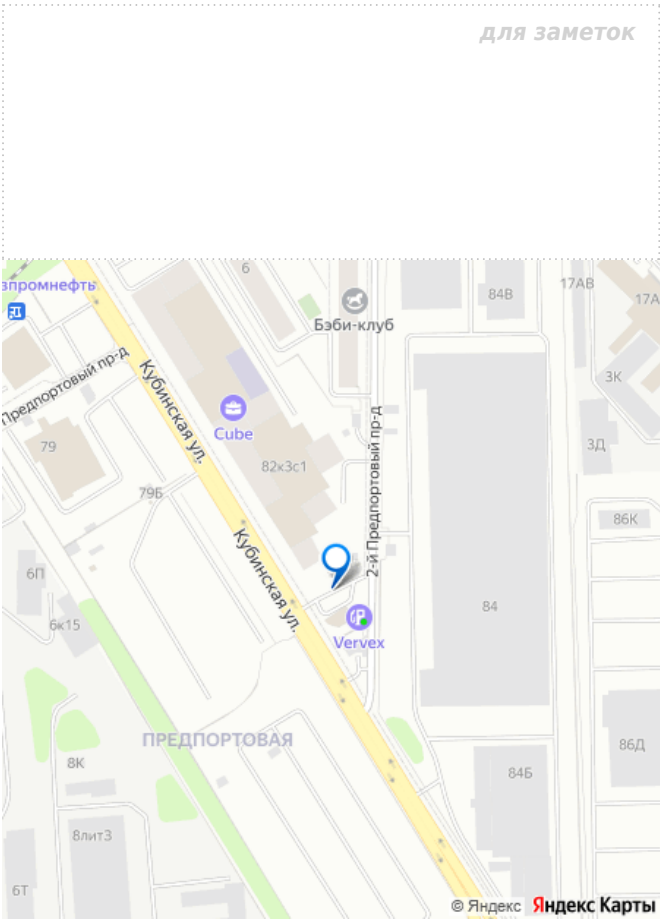 для заметок
6
зпромнефть
84В
17АВ
17А
Бэби-клуб
Предпортовый пр-д
Кубинская ул.
3К
Cube
79
2-й Предпортовый пр-д
3Д
82к3с1
79Б
86К
Кубинская ул.
6П
84
6к15
Vervex
ПРЕДПОРТОВАЯ
86Д
8К
84Б
8лит3
6Т
© Яндекс Яндекс Карты